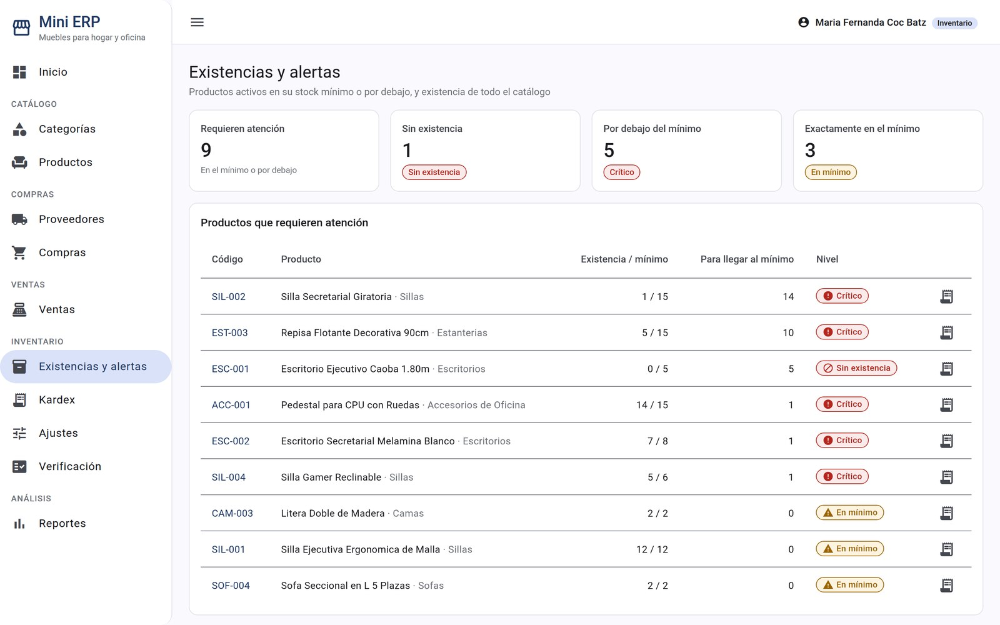 Mini ERP
Muebles para hogar y oficina
Inicio
CATÁLOGO
Categorías
Productos
COMPRAS
Proveedores
Compras
VENTAS
Ventas
INVENTARIO
Existencias y alertas
Kardex
Ajustes
Verificación
ANÁLISIS
Reportes
Maria Fernanda Coc Batz Inventario
Existencias y alertas
Productos activos en su stock mínimo o por debajo, y existencia de todo el catálogo
Requieren atención
9
En el mínimo o por debajo
Sin existencia
1
Sin existencia
Por debajo del mínimo
5
Crítico
Exactamente en el mínimo
3
En mínimo
Productos que requieren atención
Código Producto Existencia / mínimo Para llegar al mínimo Nivel
SIL-002 Silla Secretarial Giratoria · Sillas 1 / 15 14 Crítico
EST-003 Repisa Flotante Decorativa 90cm · Estanterias 5 / 15 10 Crítico
ESC-001 Escritorio Ejecutivo Caoba 1.80m · Escritorios 0 / 5 5 Sin existencia
ACC-001 Pedestal para CPU con Ruedas · Accesorios de Oficina 14 / 15 1 Crítico
ESC-002 Escritorio Secretarial Melamina Blanco · Escritorios 7 / 8 1 Crítico
SIL-004 Silla Gamer Reclinable · Sillas 5 / 6 1 Crítico
CAM-003 Litera Doble de Madera · Camas 2 / 2 0 En mínimo
SIL-001 Silla Ejecutiva Ergonomica de Malla · Sillas 12 / 12 0 En mínimo
SOF-004 Sofa Seccional en L 5 Plazas · Sofas 2 / 2 0 En mínimo